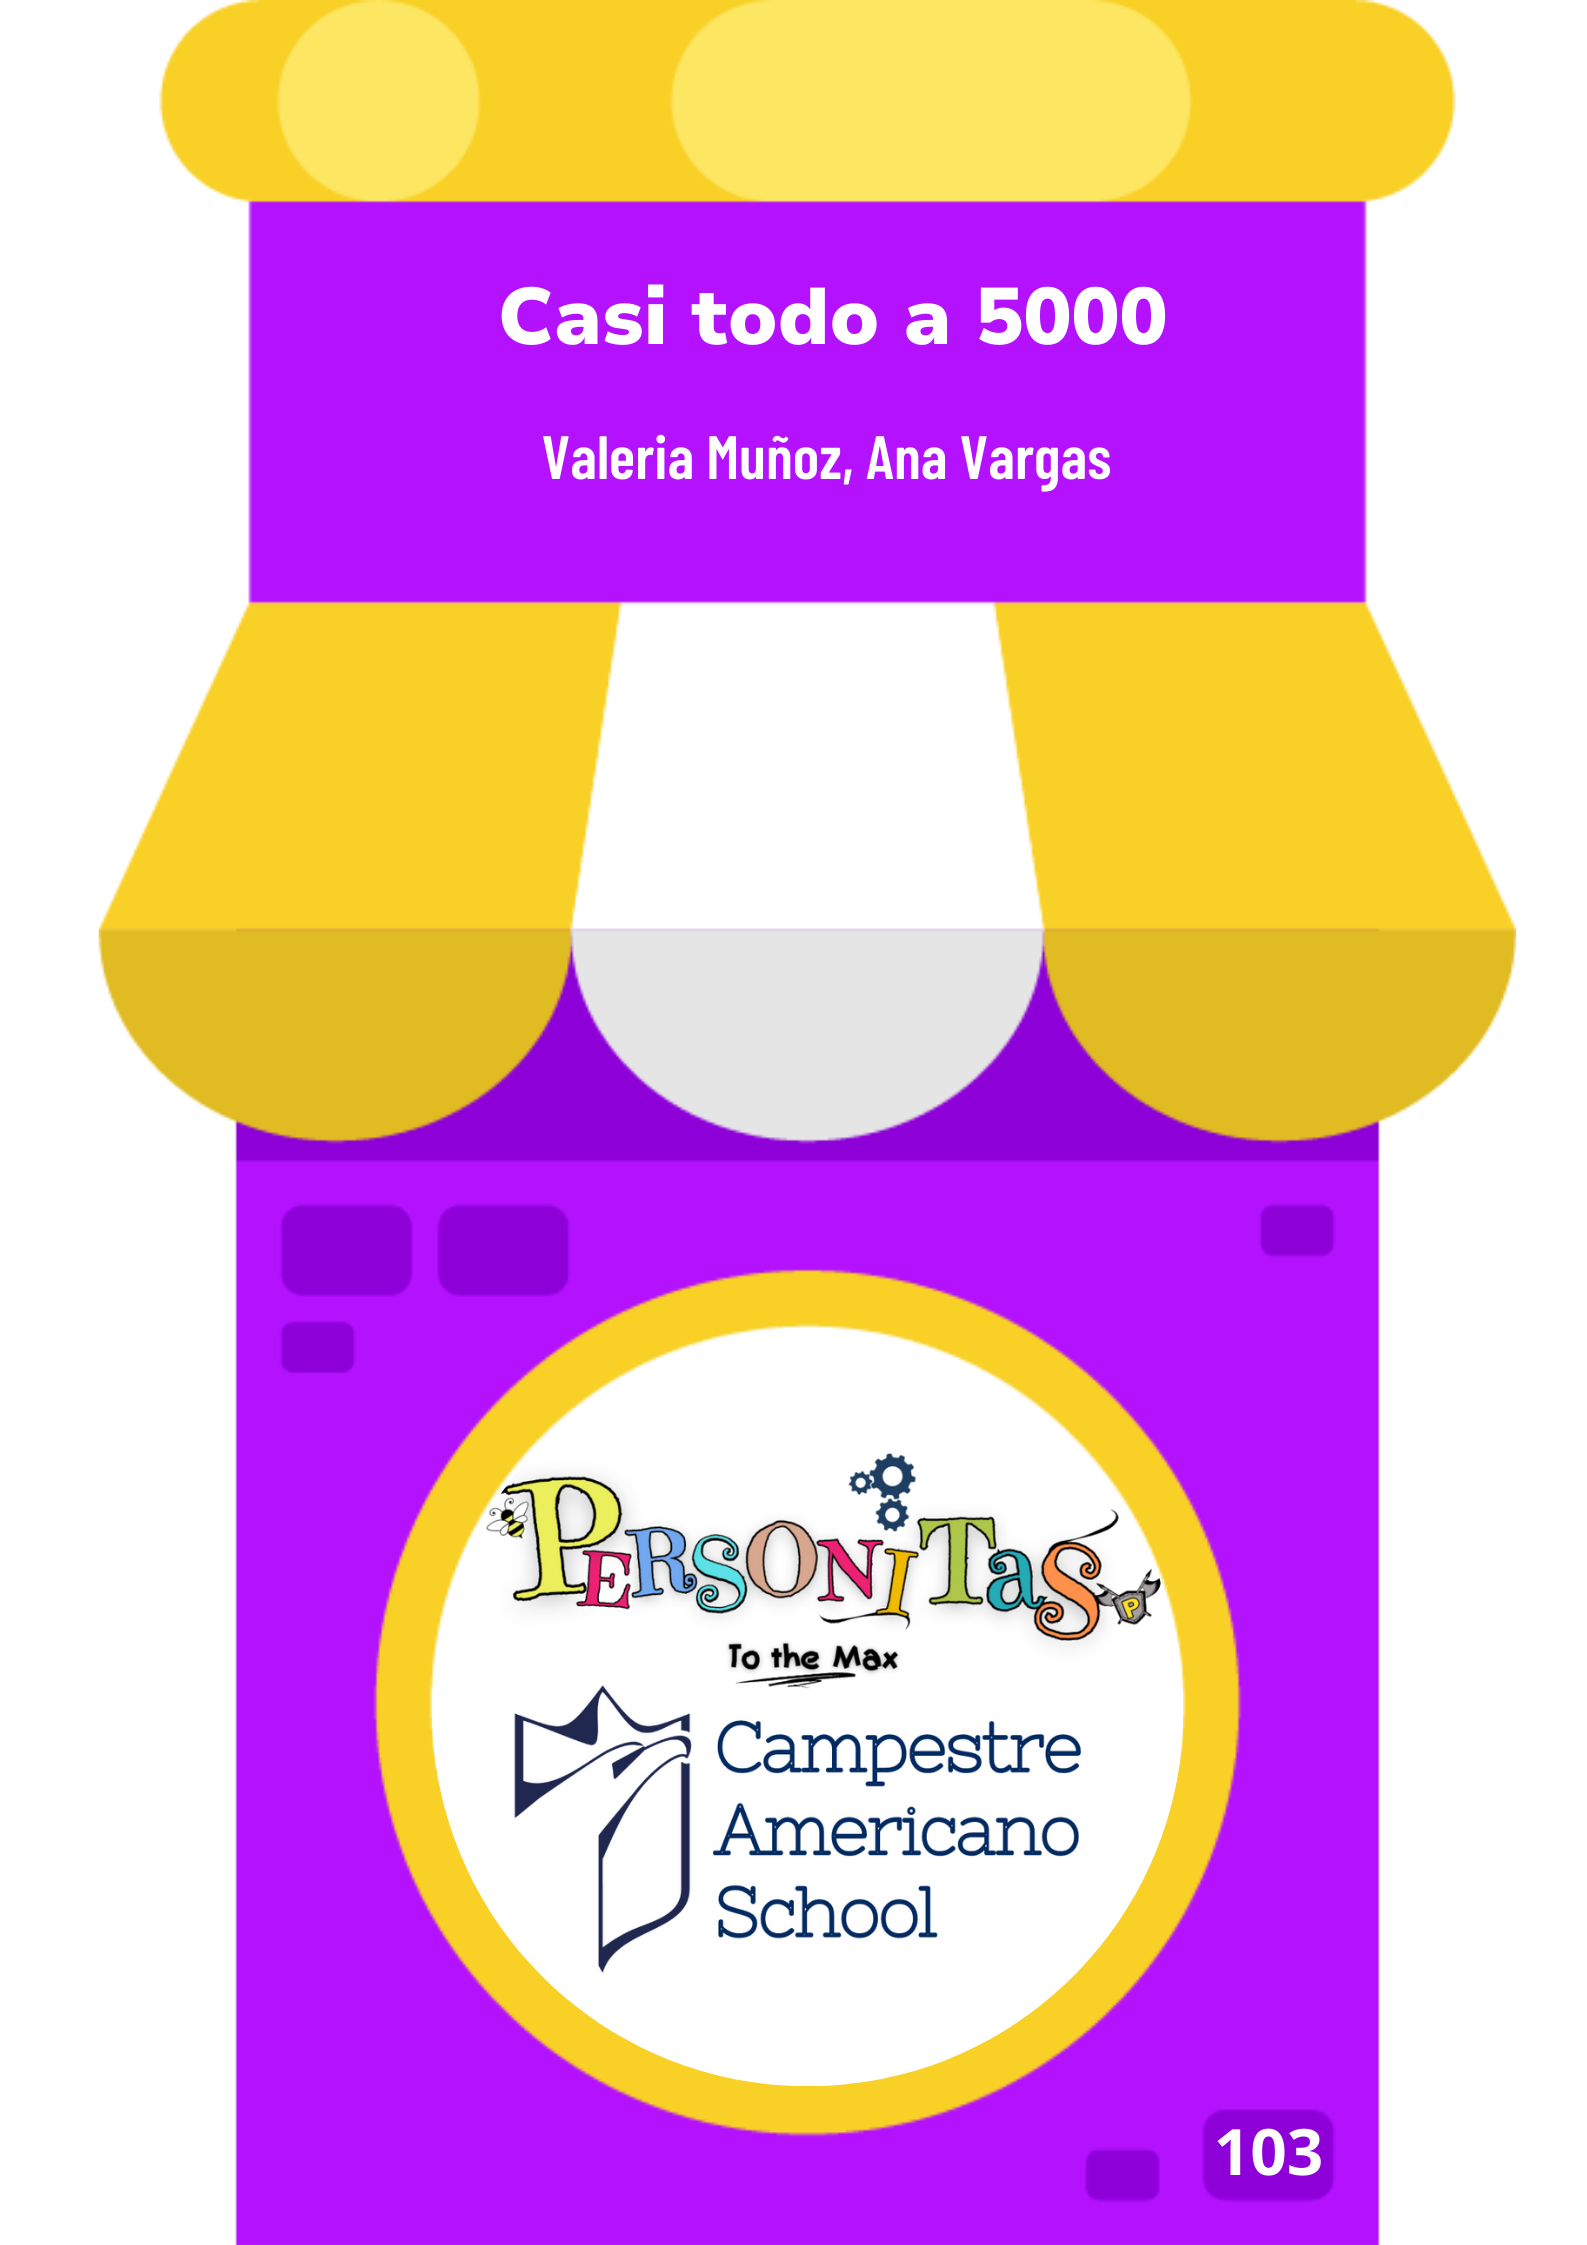 Casi todo a 5000
Valeria Muñoz, Ana Vargas
PERSONITaS
P
To the Max
Campestre
Americano
School
103